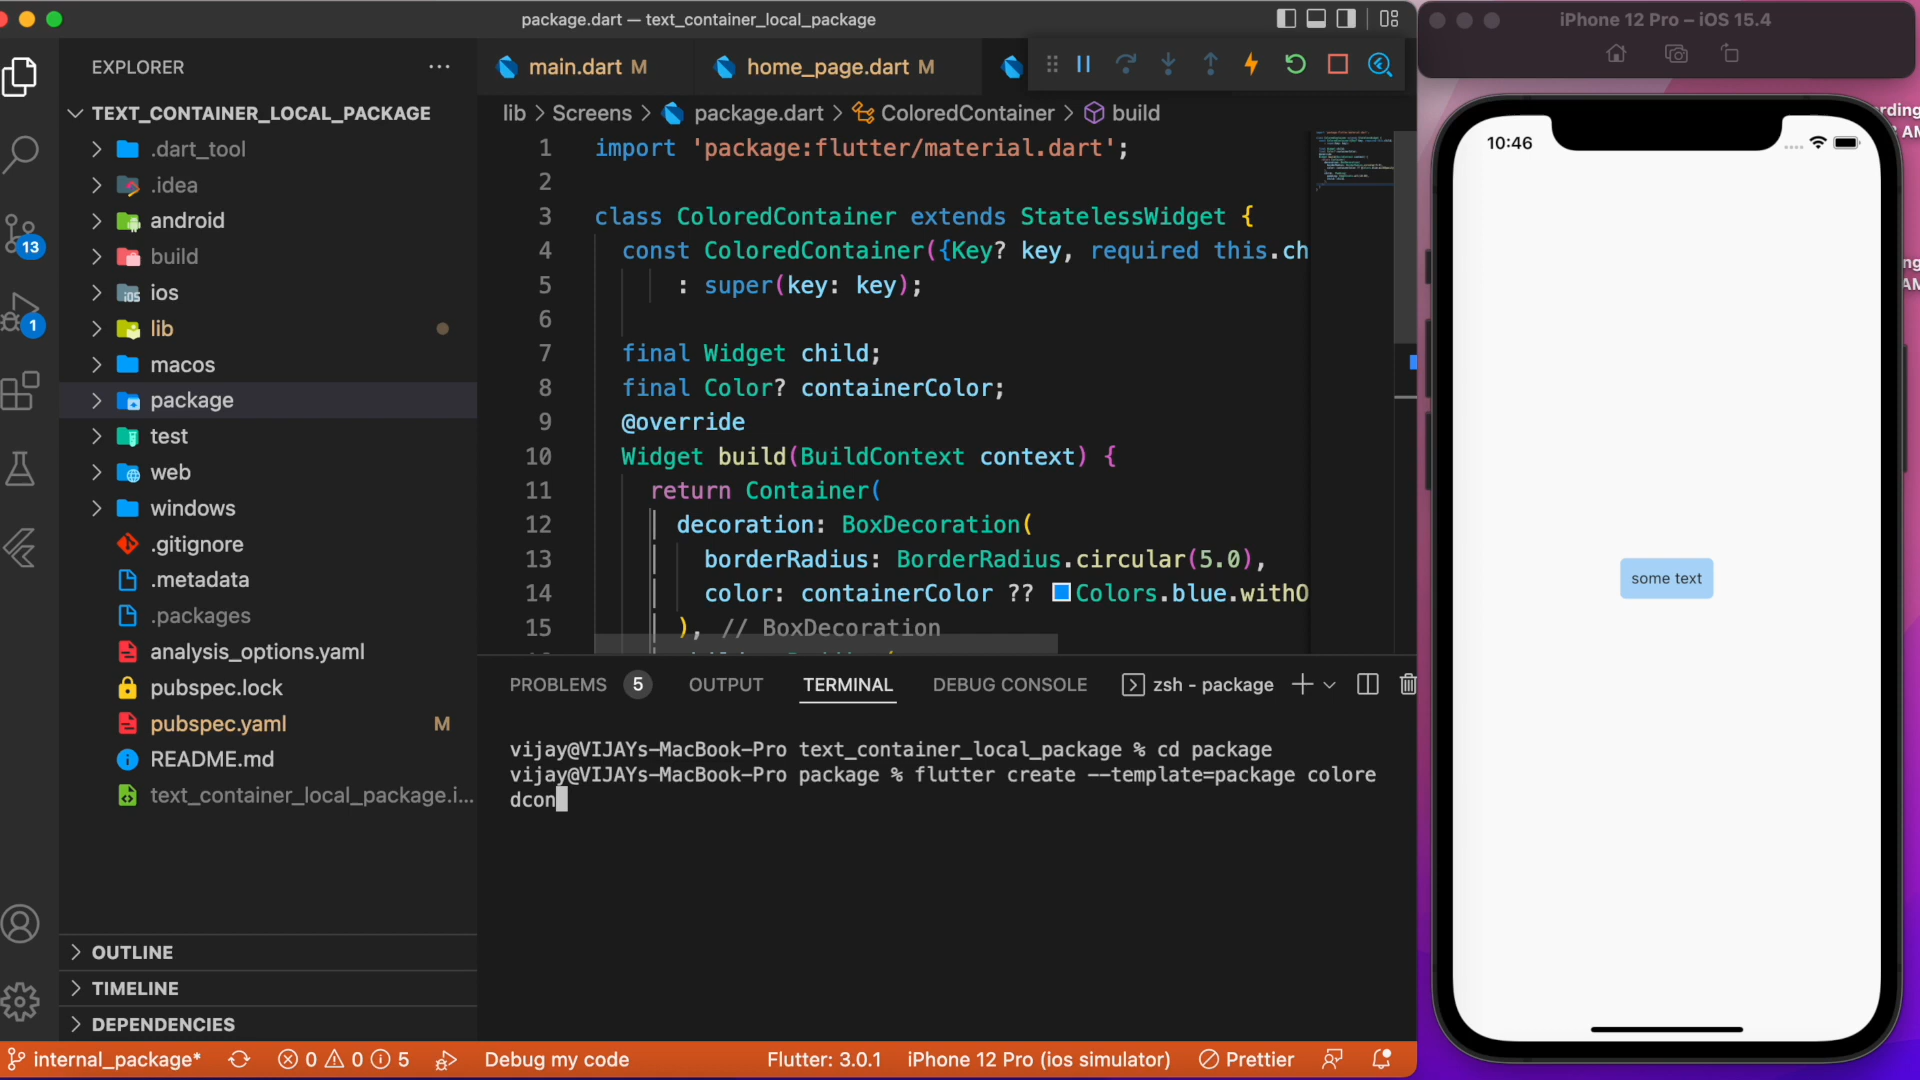 package.dart — text_container_local_package
iPhone 12 Pro – iOS 15.4
EXPLORER
main.dart M
home_page.dart M
TEXT_CONTAINER_LOCAL_PACKAGE
.dart_tool
.idea
android
build
ios
lib
macos
package
test
web
windows
.gitignore
.metadata
.packages
analysis_options.yaml
pubspec.lock
pubspec.yaml M
README.md
text_container_local_package.i...
OUTLINE
TIMELINE
DEPENDENCIES
13
1
lib > Screens > package.dart > ColoredContainer > build
1 import 'package:flutter/material.dart';
2
3 class ColoredContainer extends StatelessWidget {
4 const ColoredContainer({Key? key, required this.ch
5 : super(key: key);
6
7 final Widget child;
8 final Color? containerColor;
9 @override
10 Widget build(BuildContext context) {
11 return Container(
12 decoration: BoxDecoration(
13 borderRadius: BorderRadius.circular(5.0),
14 color: containerColor ?? Colors.blue.withO
15 ), // BoxDecoration
PROBLEMS 5 OUTPUT TERMINAL DEBUG CONSOLE zsh - package
vijay@VIJAYs-MacBook-Pro text_container_local_package % cd package
vijay@VIJAYs-MacBook-Pro package % flutter create --template=package colore
dcon
internal_package* 0 0 5 Debug my code Flutter: 3.0.1 iPhone 12 Pro (ios simulator) Prettier
10:46
some text
rding
AM
ng
AM